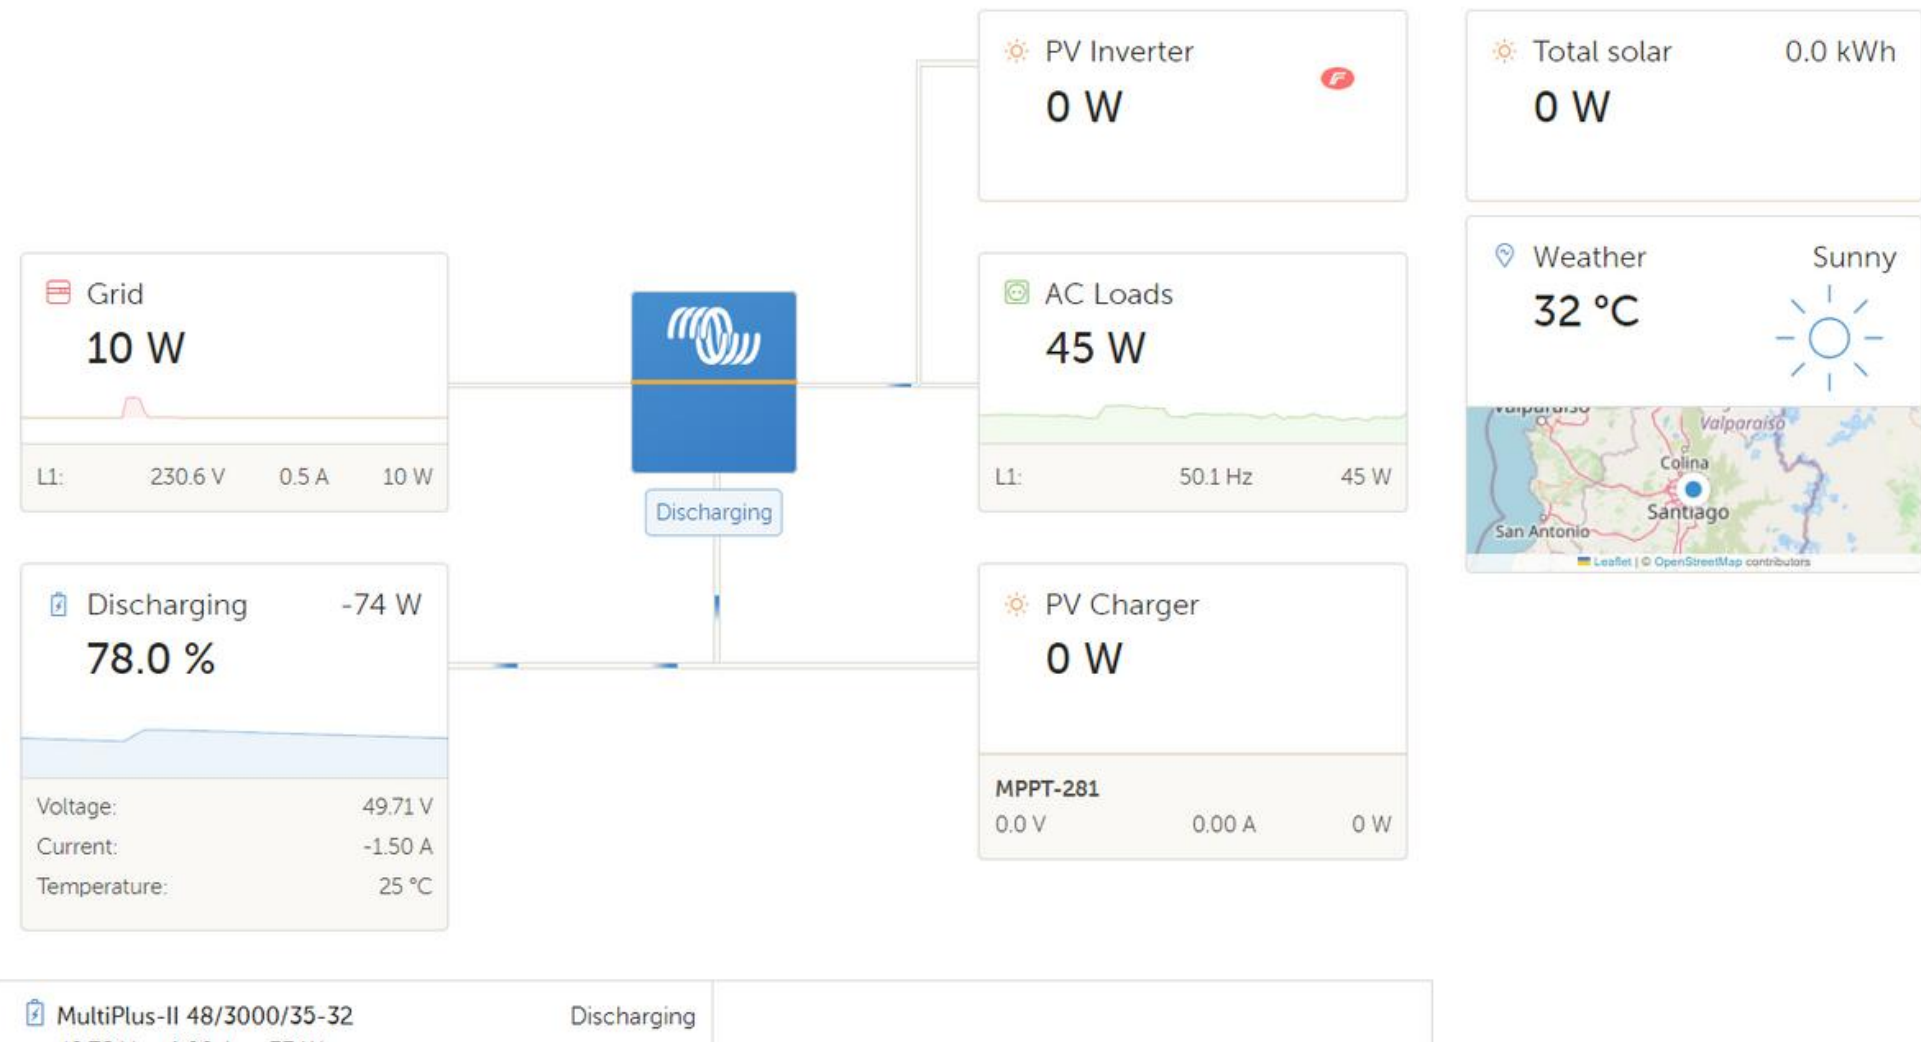 PV Inverter
0 W
Total solar 0.0 kWh
0 W
Grid
10 W
L1: 230.6 V 0.5 A 10 W
AC Loads
45 W
L1: 50.1 Hz 45 W
Weather Sunny
32 °C
Valparaíso
Colina
Santiago
San Antonio
Leaflet | © OpenStreetMap contributors
Discharging
Discharging -74 W
78.0 %
Voltage: 49.71 V
Current: -1.50 A
Temperature: 25 °C
PV Charger
0 W
MPPT-281
0.0 V 0.00 A 0 W
MultiPlus-II 48/3000/35-32 Discharging